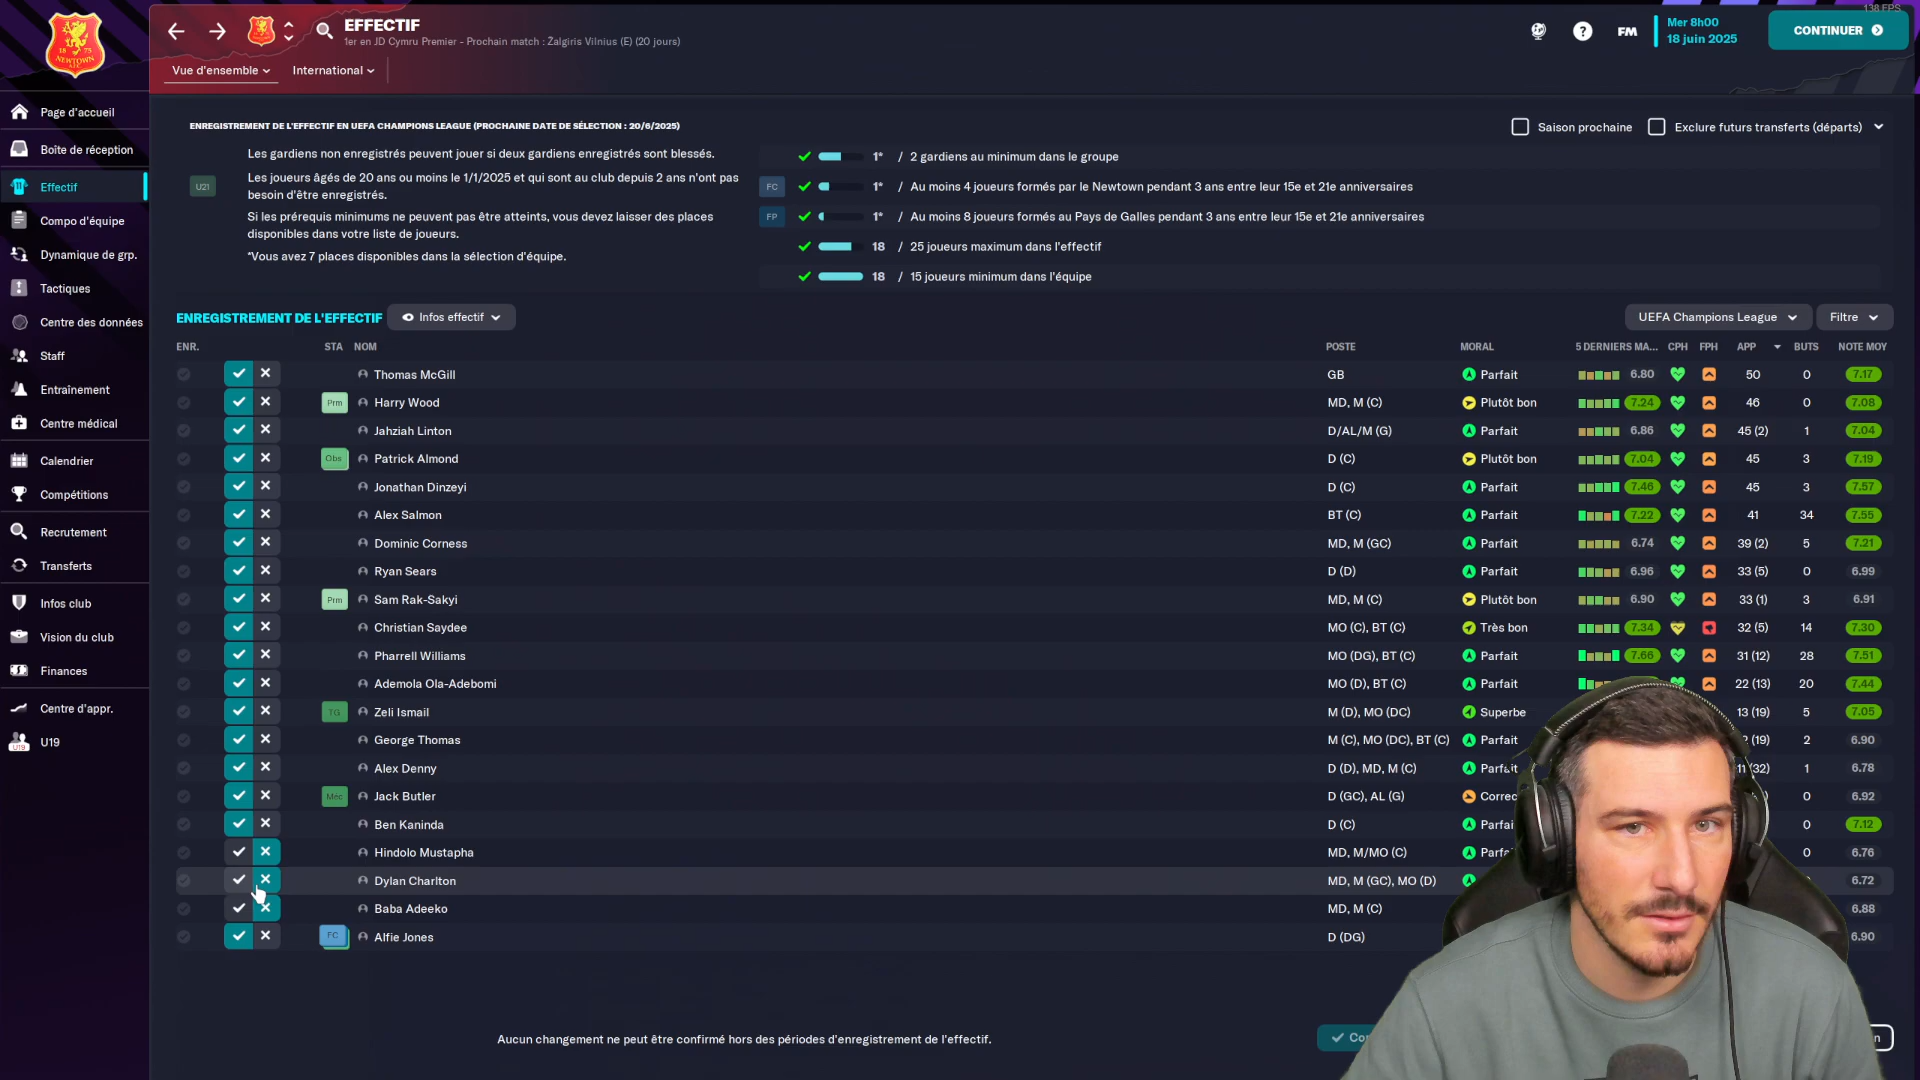 138 FPS
1875
NEWTOWN
EFFECTIF
1er en JD Cymru Premier - Prochain match : Žalgiris Vilnius (E) (20 jours)
FM
Mer 8h00
18 juin 2025
CONTINUER
Vue d'ensemble
International
Page d'accueil
Boîte de réception
Effectif
Compo d'équipe
Dynamique de grp.
Tactiques
Centre des données
Staff
Entraînement
Centre médical
Calendrier
Compétitions
Recrutement
Transferts
Infos club
Vision du club
Finances
Centre d'appr.
U19
ENREGISTREMENT DE L'EFFECTIF EN UEFA CHAMPIONS LEAGUE (PROCHAINE DATE DE SÉLECTION : 20/6/2025)
Saison prochaine
Exclure futurs transferts (départs)
Les gardiens non enregistrés peuvent jouer si deux gardiens enregistrés sont blessés.
U21
Les joueurs âgés de 20 ans ou moins le 1/1/2025 et qui sont au club depuis 2 ans n'ont pas
besoin d'être enregistrés.
Si les prérequis minimums ne peuvent pas être atteints, vous devez laisser des places
disponibles dans votre liste de joueurs.
*Vous avez 7 places disponibles dans la sélection d'équipe.
1* / 2 gardiens au minimum dans le groupe
FC 1* / Au moins 4 joueurs formés par le Newtown pendant 3 ans entre leur 15e et 21e anniversaires
FP 1* / Au moins 8 joueurs formés au Pays de Galles pendant 3 ans entre leur 15e et 21e anniversaires
18 / 25 joueurs maximum dans l'effectif
18 / 15 joueurs minimum dans l'équipe
ENREGISTREMENT DE L'EFFECTIF
Infos effectif
UEFA Champions League
Filtre
ENR. STA NOM POSTE MORAL 5 DERNIERS MA... CPH FPH APP BUTS NOTE MOY
Thomas McGill GB Parfait 6.80 50 0 7.17
Prm Harry Wood MD, M (C) Plutôt bon 7.24 46 0 7.08
Jahziah Linton D/AL/M (G) Parfait 6.86 45 (2) 1 7.04
Obs Patrick Almond D (C) Plutôt bon 7.04 45 3 7.19
Jonathan Dinzeyi D (C) Parfait 7.46 45 3 7.57
Alex Salmon BT (C) Parfait 7.22 41 34 7.55
Dominic Corness MD, M (GC) Parfait 6.74 39 (2) 5 7.21
Ryan Sears D (D) Parfait 6.96 33 (5) 0 6.99
Prm Sam Rak-Sakyi MD, M (C) Plutôt bon 6.90 33 (1) 3 6.91
Christian Saydee MO (C), BT (C) Très bon 7.34 32 (5) 14 7.30
Pharrell Williams MO (DG), BT (C) Parfait 7.66 31 (12) 28 7.51
Ademola Ola-Adebomi MO (D), BT (C) Parfait 22 (13) 20 7.44
TG Zeli Ismail M (D), MO (DC) Superbe 13 (19) 5 7.05
George Thomas M (C), MO (DC), BT (C) Parfait (19) 2 6.90
Alex Denny D (D), MD, M (C) Parfait 11 (32) 1 6.78
Méc Jack Butler D (GC), AL (G) Correc 0 6.92
Ben Kaninda D (C) Parfai 0 7.12
Hindolo Mustapha MD, M/MO (C) Parfa 0 6.76
Dylan Charlton MD, M (GC), MO (D) 6.72
Baba Adeeko MD, M (C) 6.88
FC Alfie Jones D (DG) 6.90
Aucun changement ne peut être confirmé hors des périodes d'enregistrement de l'effectif.